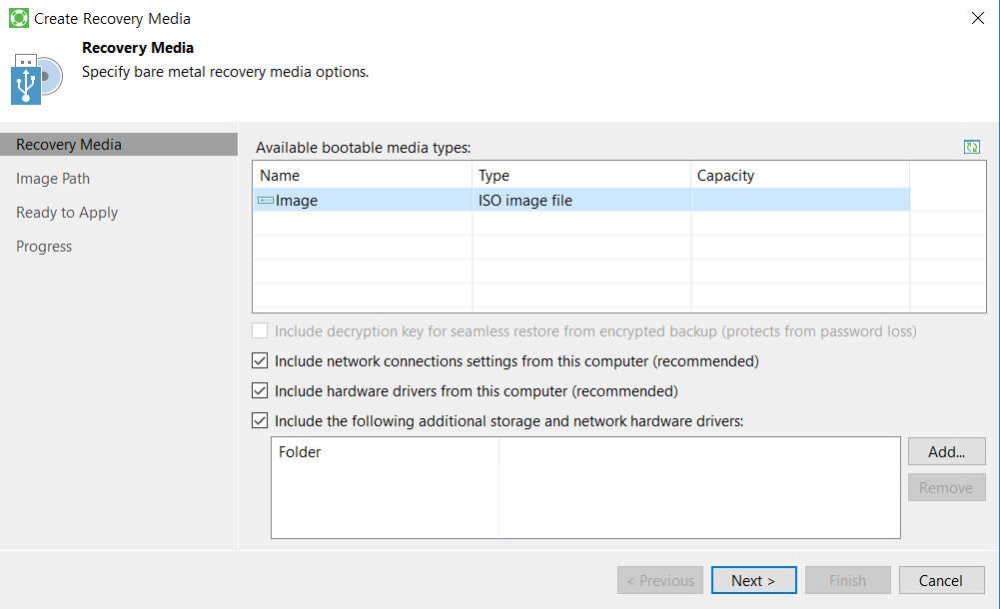 Create Recovery Media
Recovery Media
Specify bare metal recovery media options.
Recovery Media
Image Path
Ready to Apply
Progress
Available bootable media types:
Name Type Capacity
Image ISO image file
Include decryption key for seamless restore from encrypted backup (protects from password loss)
Include network connections settings from this computer (recommended)
Include hardware drivers from this computer (recommended)
Include the following additional storage and network hardware drivers:
Folder
Add...
Remove
< Previous Next > Finish Cancel